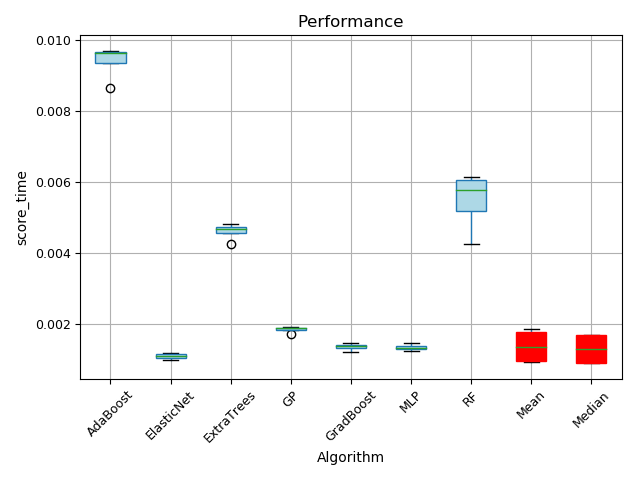 Performance
score_time
0.010
0.008
0.006
0.004
0.002
AdaBoost
ElasticNet
ExtraTrees
GP
GradBoost
MLP
RF
Mean
Median
Algorithm